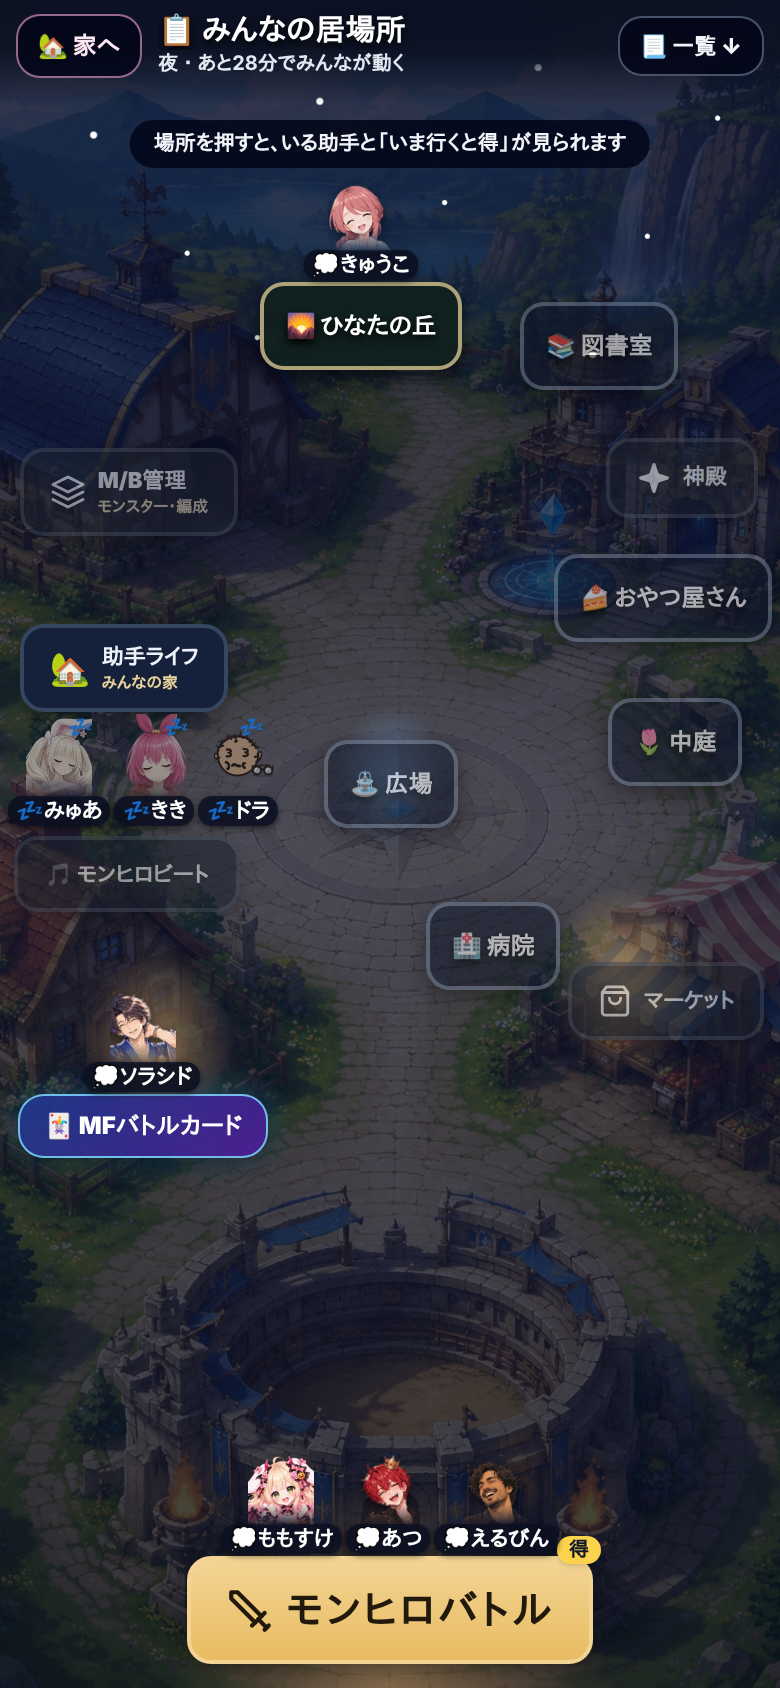 🏡 家へ
📋 みんなの居場所
夜・あと28分でみんなが動く
📃 一覧 ↓
場所を押すと、いる助手と「いま行くと得」が見られます
💭きゅうこ
🌄 ひなたの丘
📚 図書室
M/B管理
モンスター・編成
神殿
🍰 おやつ屋さん
🏡 助手ライフ
みんなの家
💤みゅあ
💤きき
💤ドラ
🌷 中庭
⛲ 広場
🎵 モンヒロビート
🏥 病院
マーケット
💭ソラシド
🃏 MFバトルカード
💭ももすけ
💭あつ
💭えるびん
得
モンヒロバトル